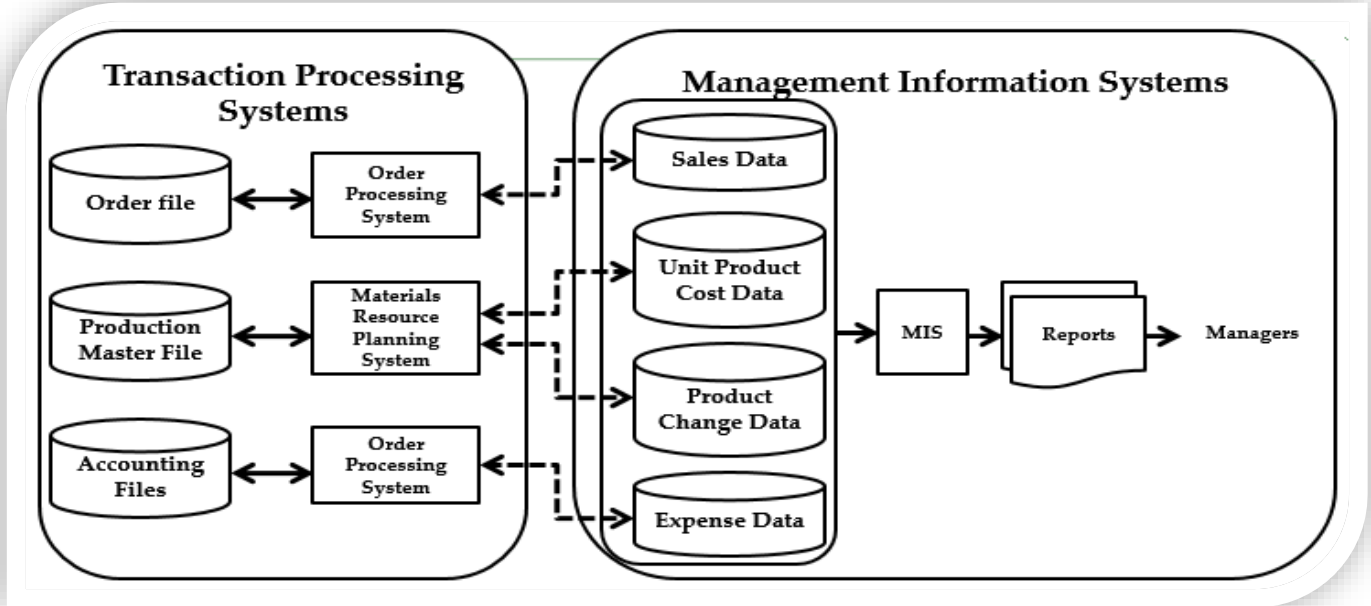 Transaction Processing
Systems
Order file
Order
Processing
System
Production
Master File
Materials
Resource
Planning
System
Accounting
Files
Order
Processing
System
Management Information Systems
Sales Data
Unit Product
Cost Data
Product
Change Data
Expense Data
MIS
Reports
Managers